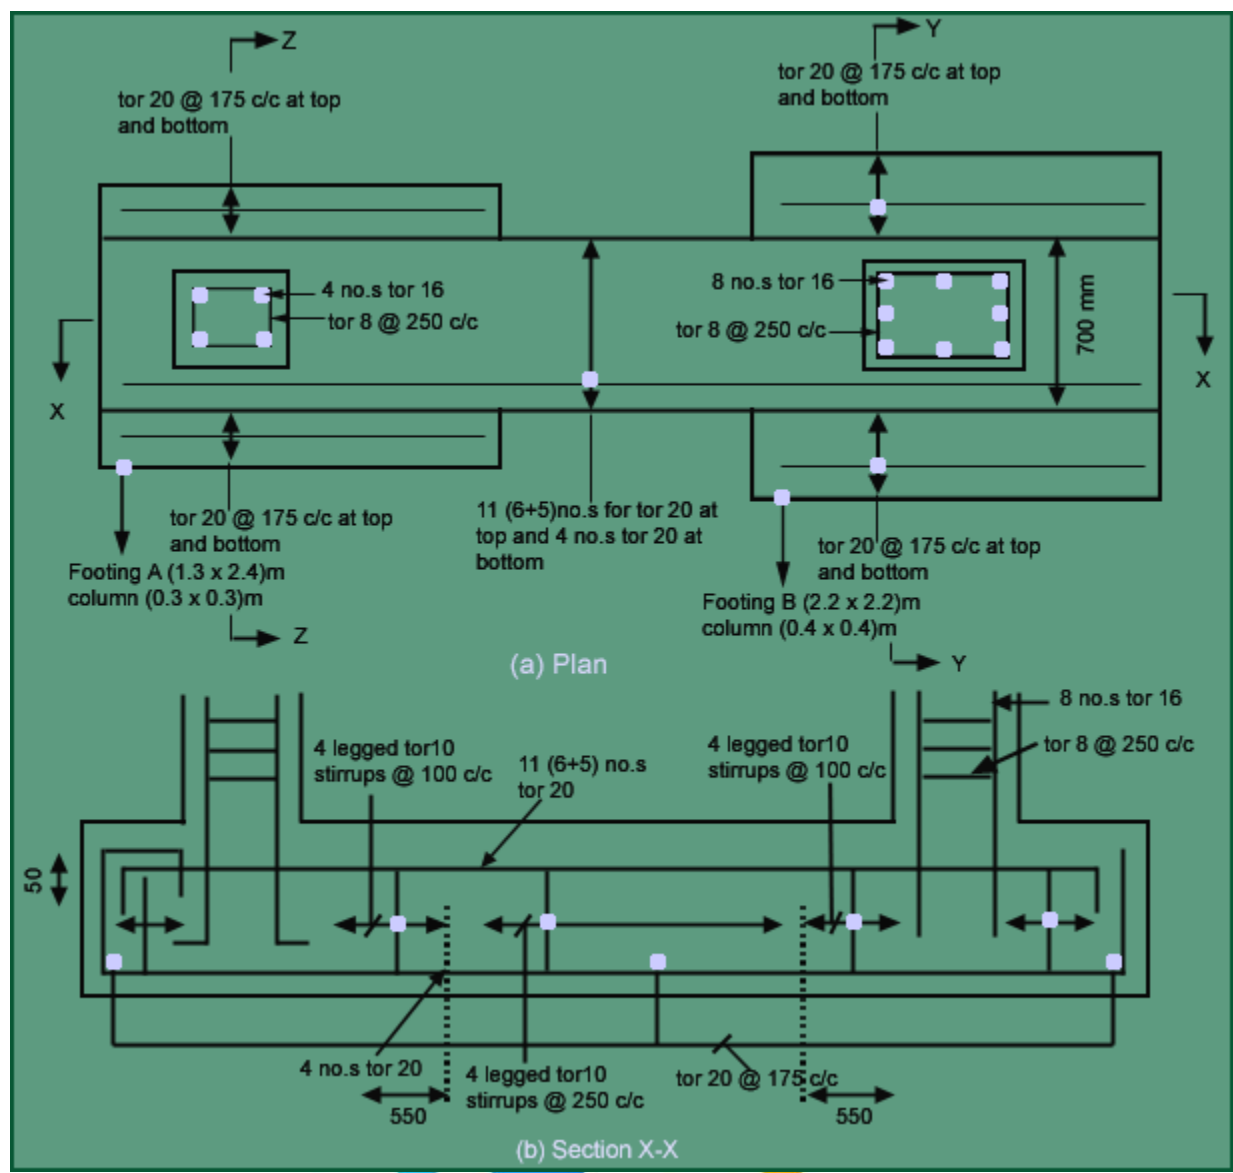 Z
Y
tor 20 @ 175 c/c at top
and bottom
tor 20 @ 175 c/c at top
and bottom
4 no.s tor 16
tor 8 @ 250 c/c
8 no.s tor 16
tor 8 @ 250 c/c
700 mm
X
X
tor 20 @ 175 c/c at top
and bottom
11 (6+5)no.s for tor 20 at
top and 4 no.s tor 20 at
bottom
tor 20 @ 175 c/c at top
and bottom
Footing A (1.3 x 2.4)m
column (0.3 x 0.3)m
Footing B (2.2 x 2.2)m
column (0.4 x 0.4)m
Z
Y
(a) Plan
8 no.s tor 16
tor 8 @ 250 c/c
4 legged tor10
stirrups @ 100 c/c
11 (6+5) no.s
tor 20
4 legged tor10
stirrups @ 100 c/c
50
4 no.s tor 20
4 legged tor10
stirrups @ 250 c/c
tor 20 @ 175 c/c
550
550
(b) Section X-X